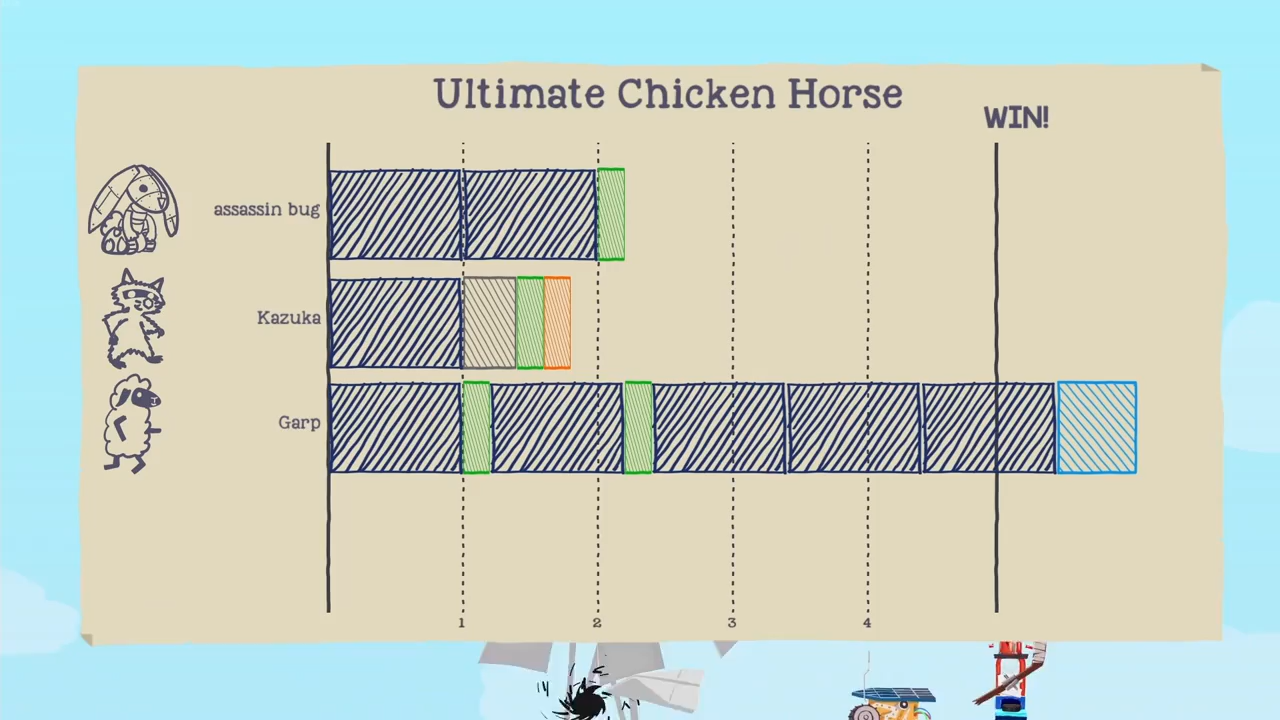 Ultimate Chicken Horse
WIN!
assassin bug
Kazuka
Garp
1 2 3 4